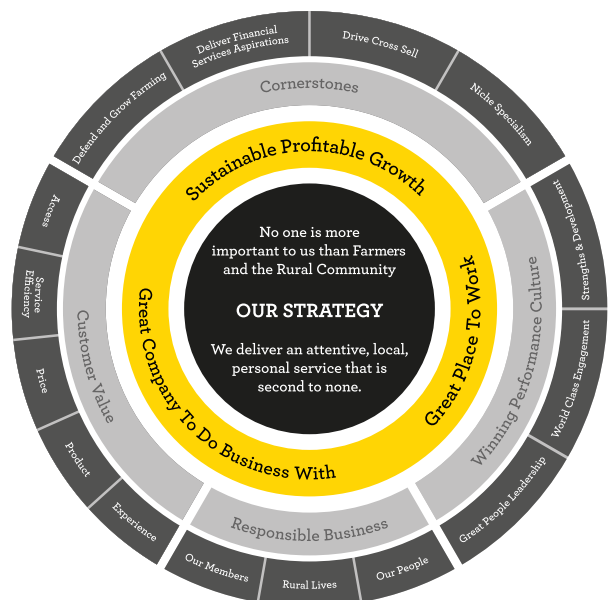 Deliver Financial
Services Aspirations
Drive Cross Sell
Defend and Grow Farming
Niche Specialism
Cornerstones
Sustainable Profitable Growth
Access
Service
Efficiency
Price
Product
Experience
Customer Value
Great Company To Do Business With
No one is more
important to us than Farmers
and the Rural Community
OUR STRATEGY
We deliver an attentive, local,
personal service that is
second to none.
Great Place To Work
Winning Performance Culture
Strengths & Development
World Class Engagement
Great People Leadership
Responsible Business
Our Members
Rural Lives
Our People